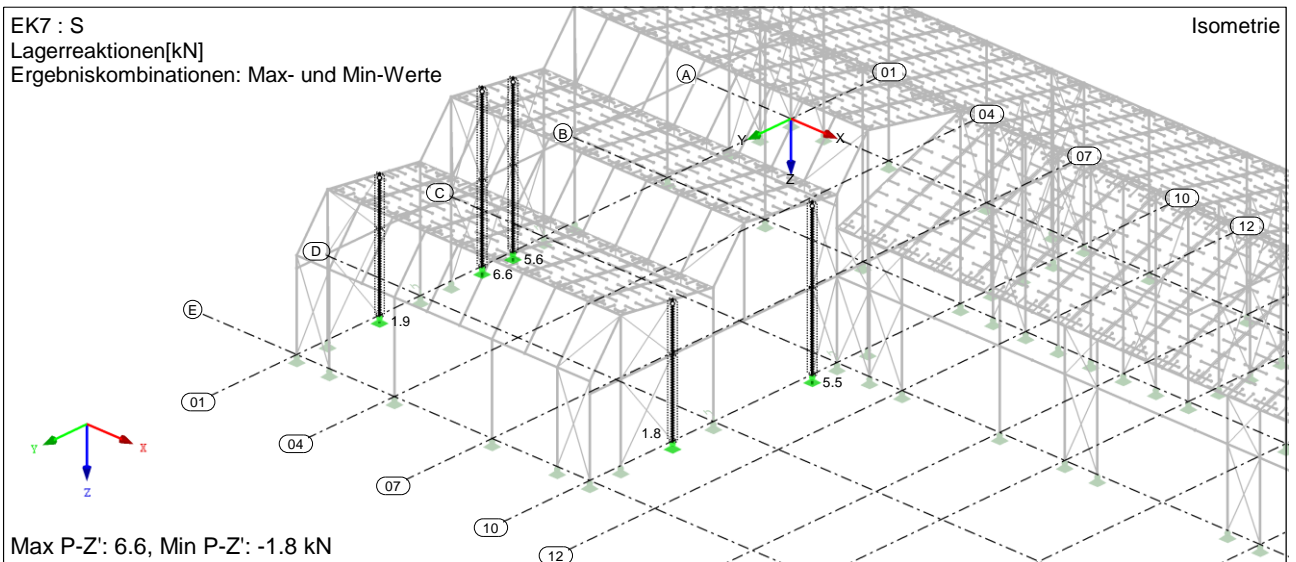 EK7 : S
Isometrie
Lagerreaktionen[kN]
Ergebniskombinationen: Max- und Min-Werte
A
01
04
Y
X
B
07
Z
C
10
12
D
5.6
6.6
E
1.9
5.5
01
1.8
04
Y
X
Z
07
10
12
Max P-Z': 6.6, Min P-Z': -1.8 kN